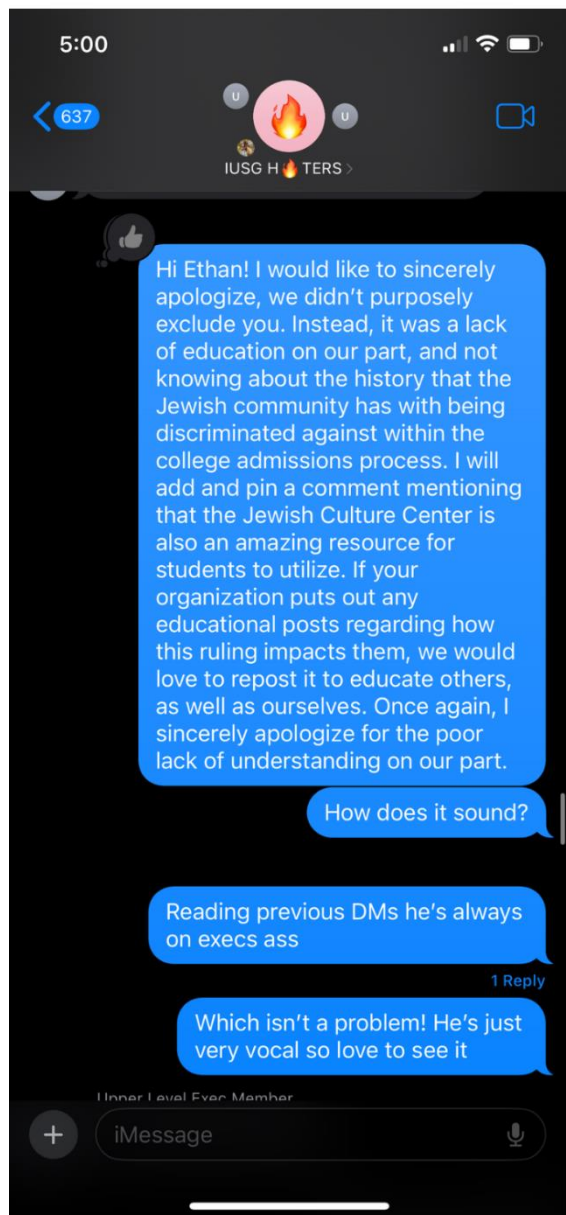 5:00
637
U
U
IUSG H🔥TERS
Hi Ethan! I would like to sincerely
apologize, we didn’t purposely
exclude you. Instead, it was a lack
of education on our part, and not
knowing about the history that the
Jewish community has with being
discriminated against within the
college admissions process. I will
add and pin a comment mentioning
that the Jewish Culture Center is
also an amazing resource for
students to utilize. If your
organization puts out any
educational posts regarding how
this ruling impacts them, we would
love to repost it to educate others,
as well as ourselves. Once again, I
sincerely apologize for the poor
lack of understanding on our part.
How does it sound?
Reading previous DMs he’s always
on execs ass
1 Reply
Which isn’t a problem! He’s just
very vocal so love to see it
Upper Level Exec Member
iMessage